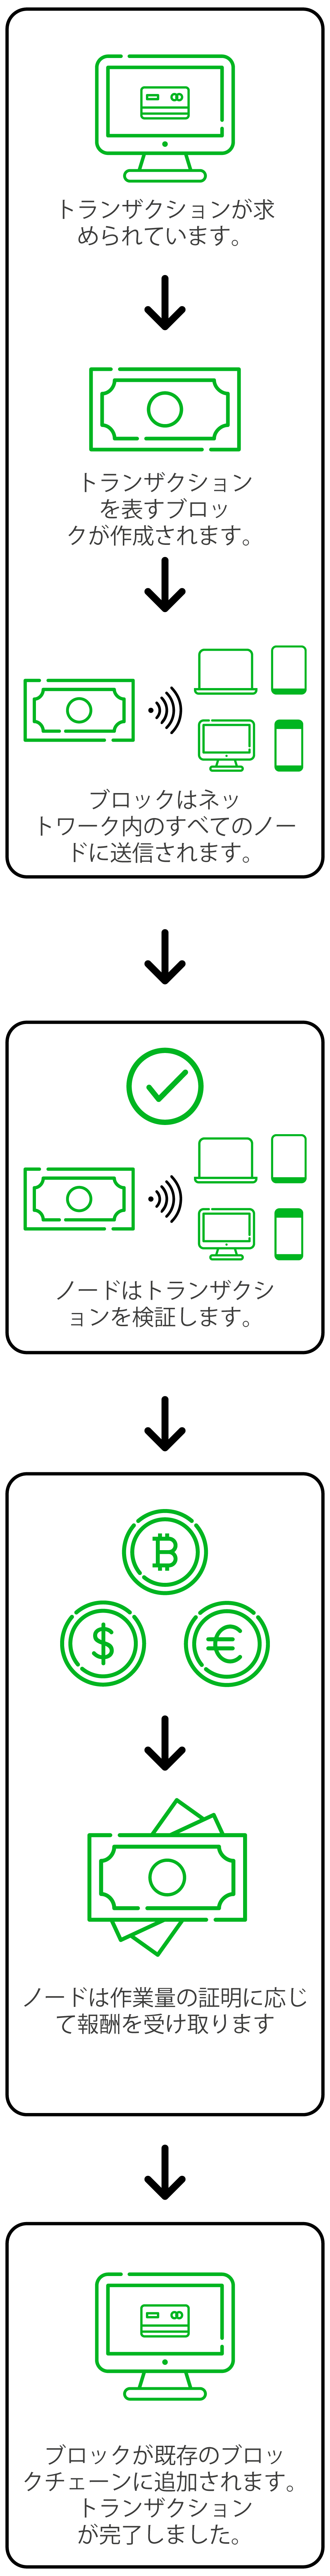 トランザクションが求
められています。
トランザクション
を表すブロッ
クが作成されます。
ブロックはネッ
トワーク内のすべてのノー
ドに送信されます。
ノードはトランザクシ
ョンを検証します。
ノードは作業量の証明に応じ
て報酬を受け取ります
ブロックが既存のブロッ
クチェーンに追加されます。
トランザクション
が完了しました。